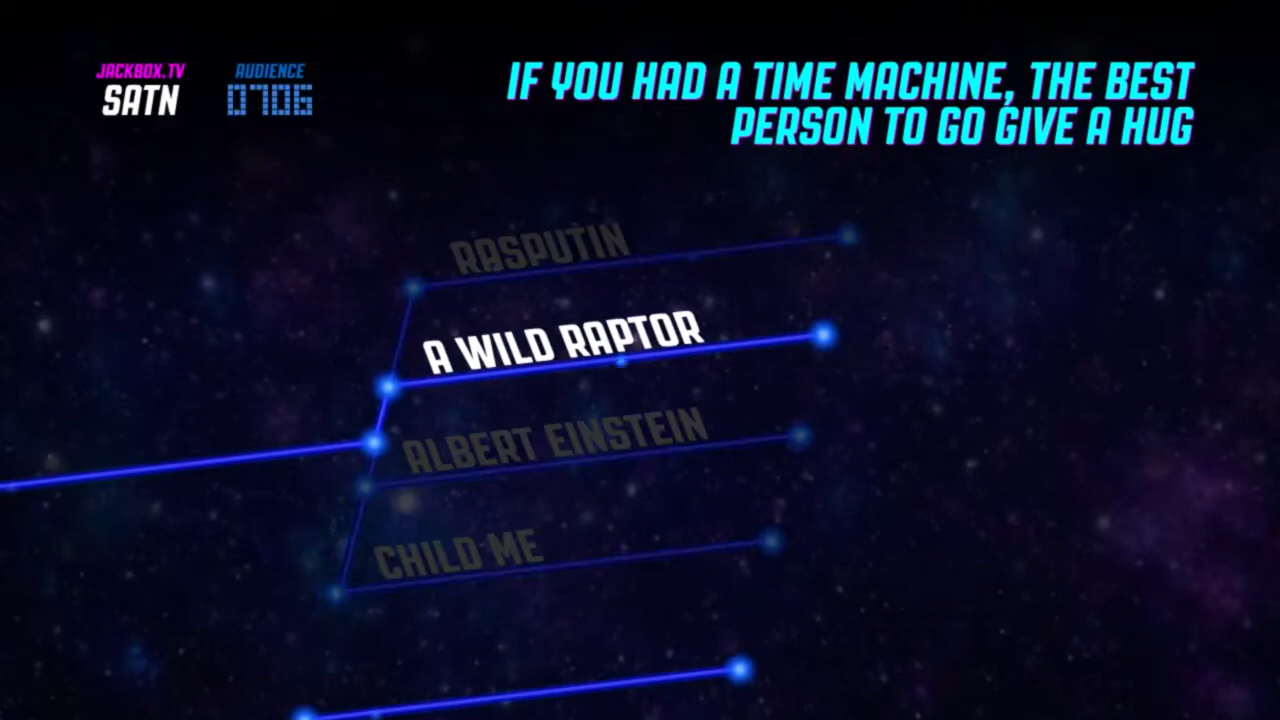 JACKBOX.TV
SATN
AUDIENCE
0706
IF YOU HAD A TIME MACHINE, THE BEST
PERSON TO GO GIVE A HUG
RASPUTIN
A WILD RAPTOR
ALBERT EINSTEIN
CHILD ME